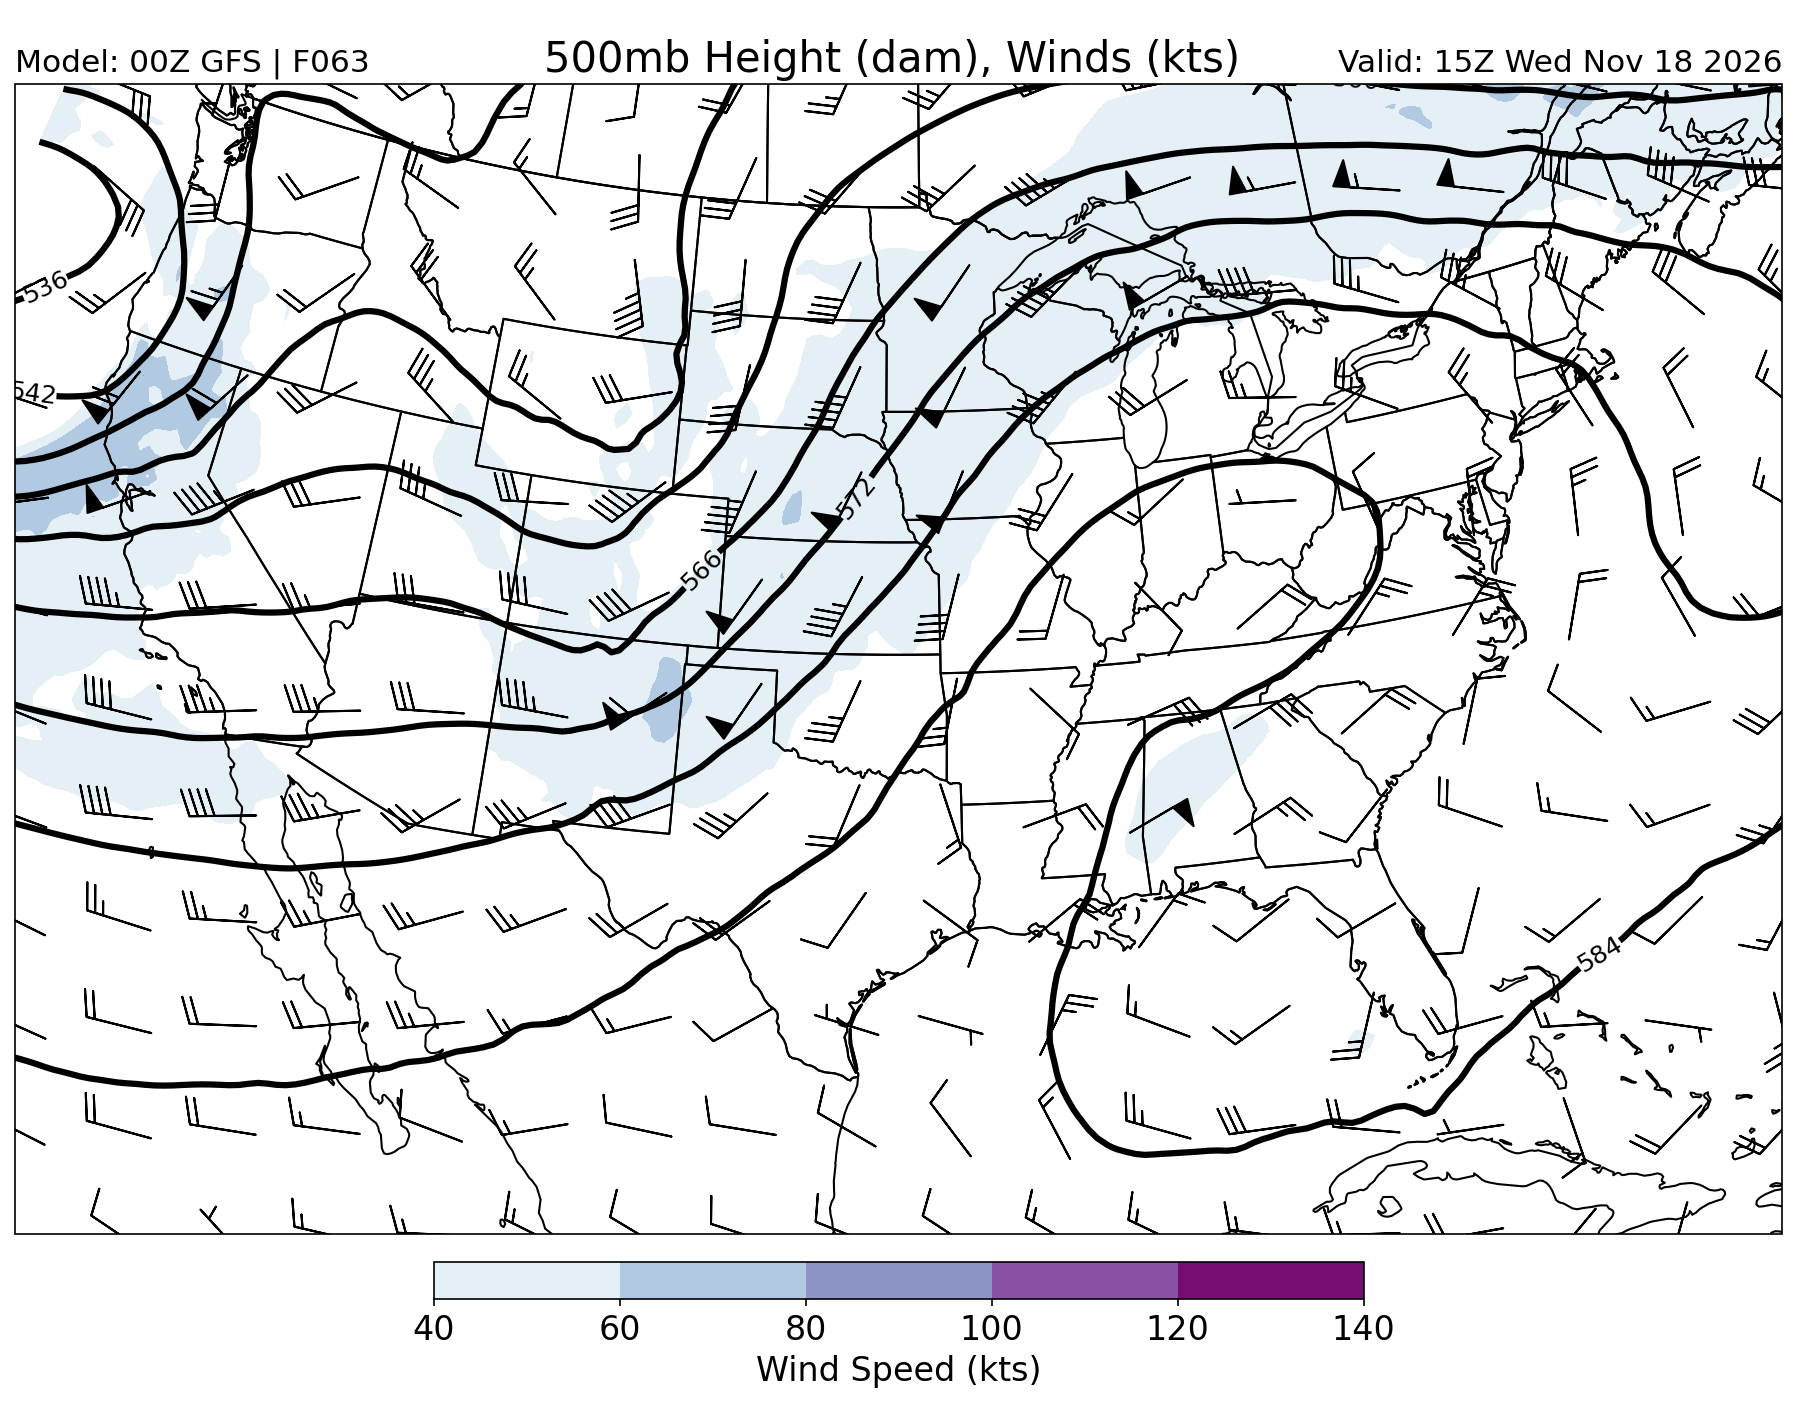 Model: 00Z GFS | F063
500mb Height (dam), Winds (kts)
Valid: 15Z Wed Nov 18 2026
536
542
572
566
584
40 60 80 100 120 140
Wind Speed (kts)